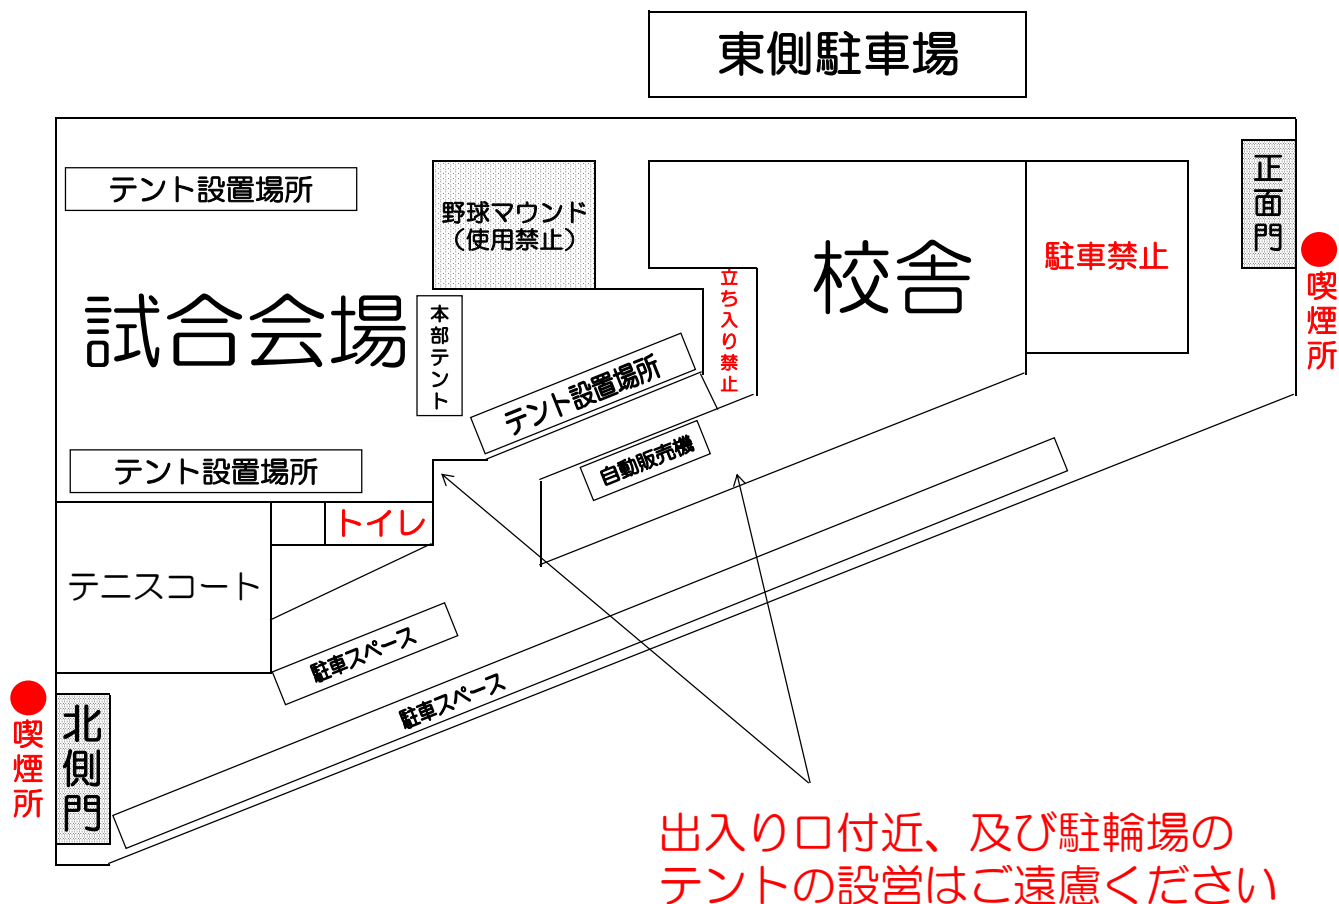 東側駐車場
テント設置場所
野球マウンド
（使用禁止）
校舎
駐車禁止
正面門
喫煙所
試合会場
本部テント
立ち入り禁止
テント設置場所
自動販売機
テント設置場所
トイレ
テニスコート
駐車スペース
駐車スペース
喫煙所
北側門
出入り口付近、及び駐輪場の
テントの設営はご遠慮ください